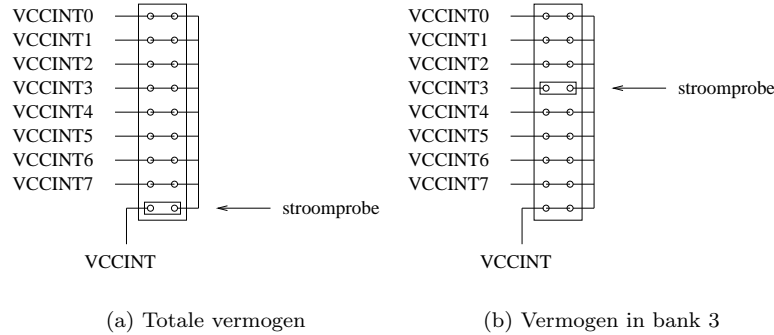 VCCINT0
VCCINT1
VCCINT2
VCCINT3
VCCINT4
VCCINT5
VCCINT6
VCCINT7
stroomprobe
VCCINT
(a) Totale vermogen
VCCINT0
VCCINT1
VCCINT2
VCCINT3
stroomprobe
VCCINT4
VCCINT5
VCCINT6
VCCINT7
VCCINT
(b) Vermogen in bank 3